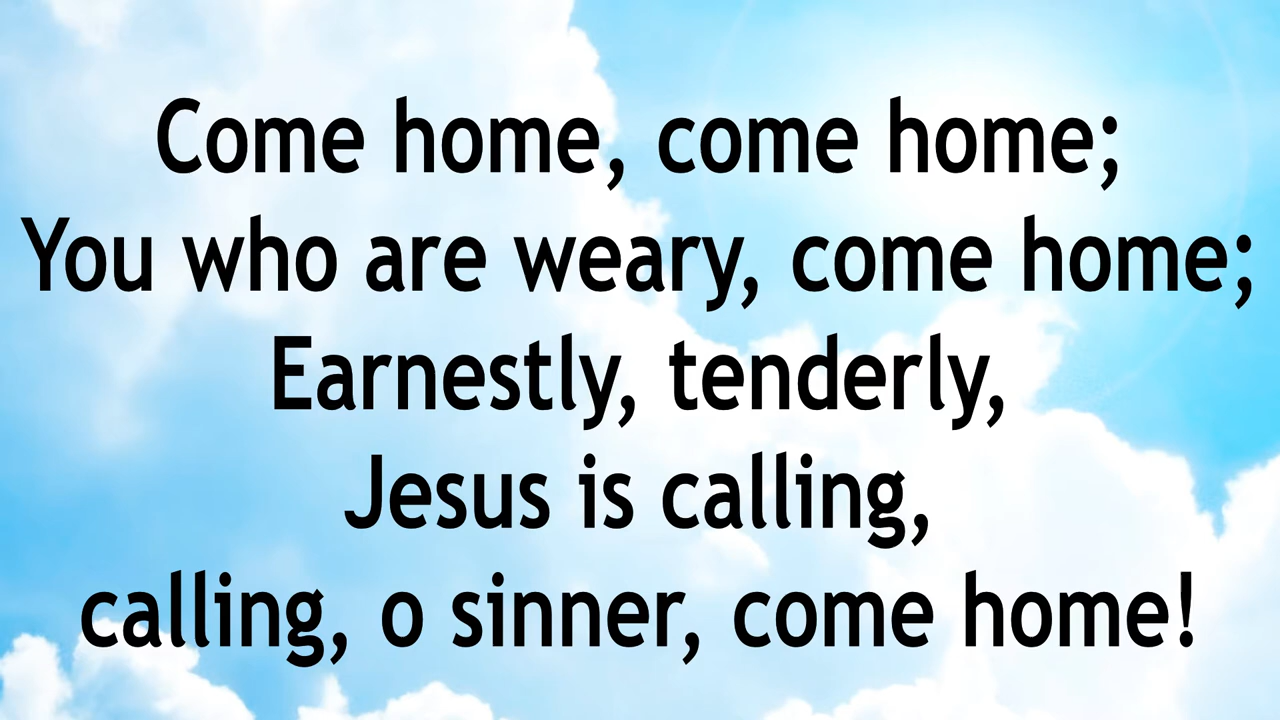 Come home, come home;
You who are weary, come home;
Earnestly, tenderly,
Jesus is calling,
calling, o sinner, come home!